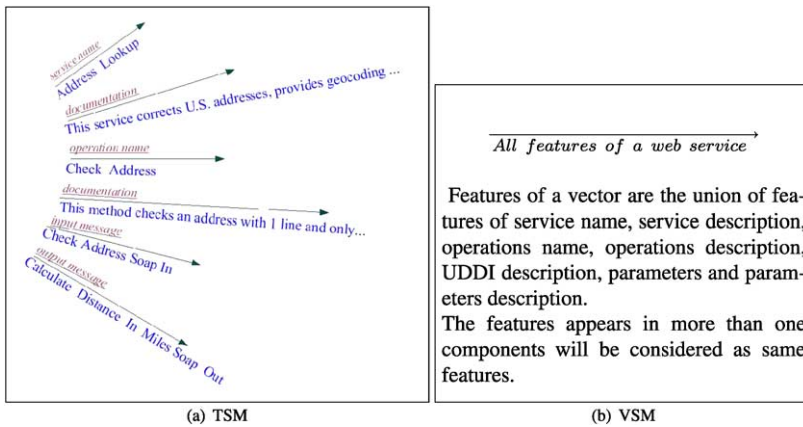 service name
Address Lookup
documentation
This service corrects U.S. addresses, provides geocoding ...
operation name
Check Address
documentation
This method checks an address with 1 line and only...
input message
Check Address Soap In
output message
Calculate Distance In Miles Soap Out
(a) TSM
All features of a web service
Features of a vector are the union of fea-
tures of service name, service description,
operations name, operations description,
UDDI description, parameters and param-
eters description.
The features appears in more than one
components will be considered as same
features.
(b) VSM